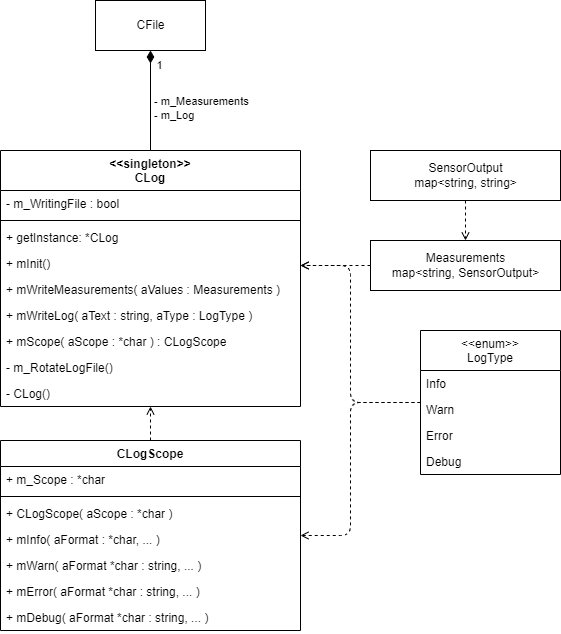 CFile
1
- m_Measurements
- m_Log
<<singleton>>
CLog
- m_WritingFile : bool
+ getInstance: *CLog
+ mInit()
+ mWriteMeasurements( aValues : Measurements )
+ mWriteLog( aText : string, aType : LogType )
+ mScope( aScope : *char ) : CLogScope
- m_RotateLogFile()
- CLog()
SensorOutput
map<string, string>
Measurements
map<string, SensorOutput>
<<enum>>
LogType
Info
Warn
Error
Debug
CLogScope
+ m_Scope : *char
+ CLogScope( aScope : *char )
+ mInfo( aFormat : *char, ... )
+ mWarn( aFormat *char : string, ... )
+ mError( aFormat *char : string, ... )
+ mDebug( aFormat *char : string, ... )